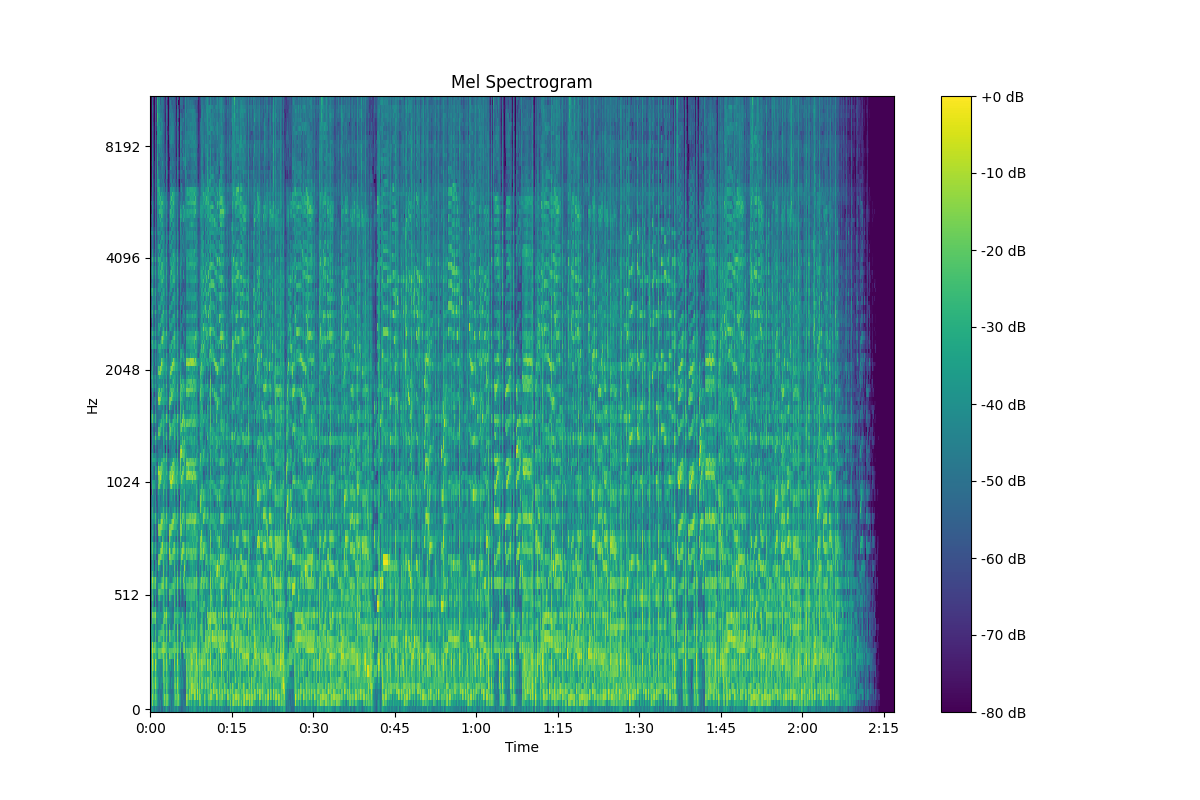 Mel Spectrogram
+0 dB
8192
-10 dB
-20 dB
4096
-30 dB
2048
-40 dB
Hz
1024
-50 dB
-60 dB
512
-70 dB
0
-80 dB
0:00 0:15 0:30 0:45 1:00 1:15 1:30 1:45 2:00 2:15
Time